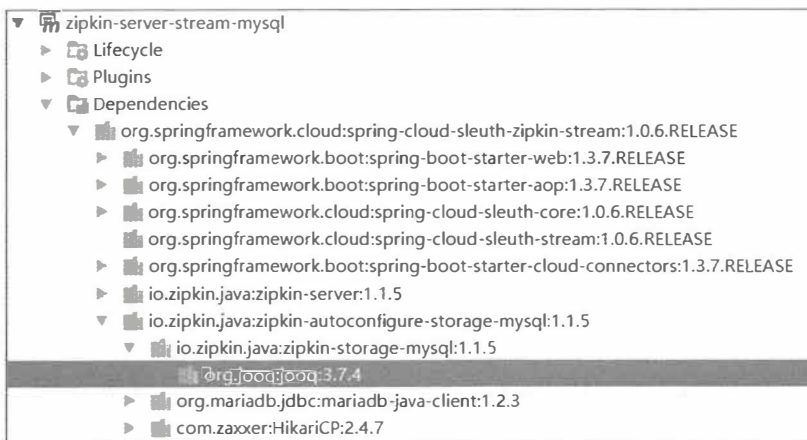 zipkin-server-stream-mysql
Lifecycle
Plugins
Dependencies
org.springframework.cloud:spring-cloud-sleuth-zipkin-stream:1.0.6.RELEASE
org.springframework.boot:spring-boot-starter-web:1.3.7.RELEASE
org.springframework.boot:spring-boot-starter-aop:1.3.7.RELEASE
org.springframework.cloud:spring-cloud-sleuth-core:1.0.6.RELEASE
org.springframework.cloud:spring-cloud-sleuth-stream:1.0.6.RELEASE
org.springframework.boot:spring-boot-starter-cloud-connectors:1.3.7.RELEASE
io.zipkin.java:zipkin-server:1.1.5
io.zipkin.java:zipkin-autoconfigure-storage-mysql:1.1.5
io.zipkin.java:zipkin-storage-mysql:1.1.5
org.jooq:jooq:3.7.4
org.mariadb.jdbc:mariadb-java-client:1.2.3
com.zaxxer:HikariCP:2.4.7